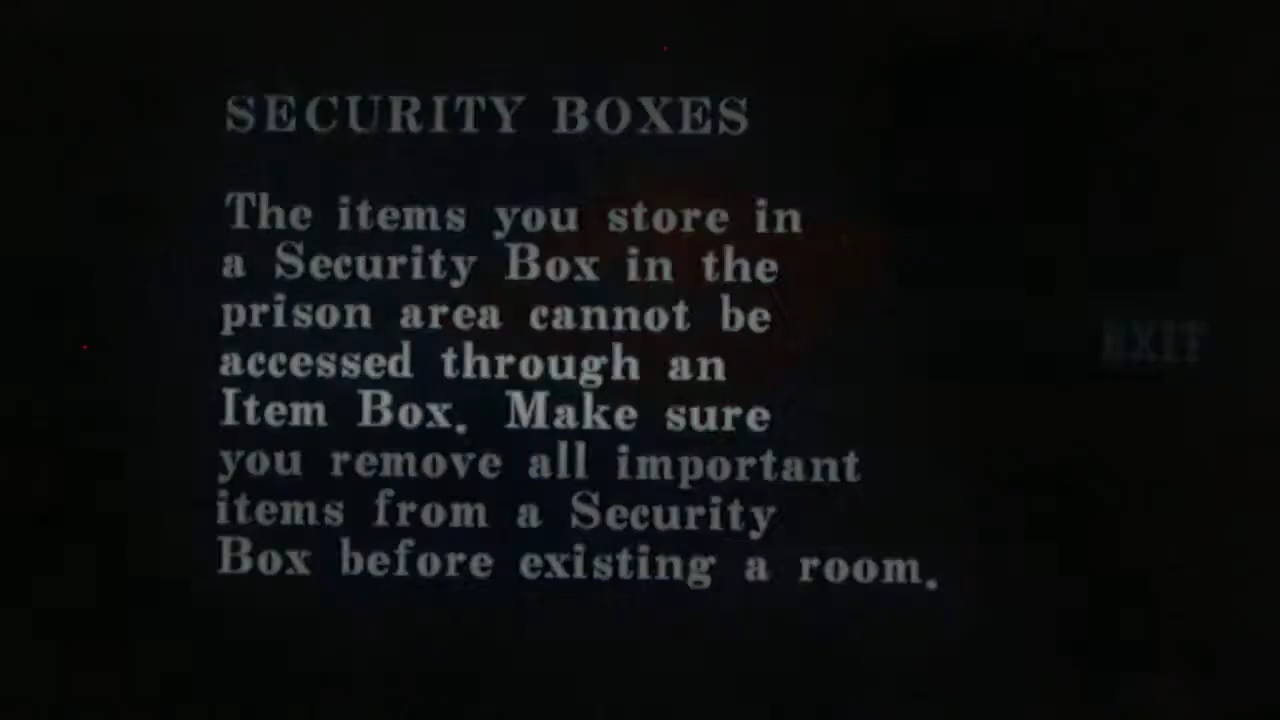 SECURITY BOXES
The items you store in
a Security Box in the
prison area cannot be
accessed through an
Item Box. Make sure
you remove all important
items from a Security
Box before existing a room.
EXIT